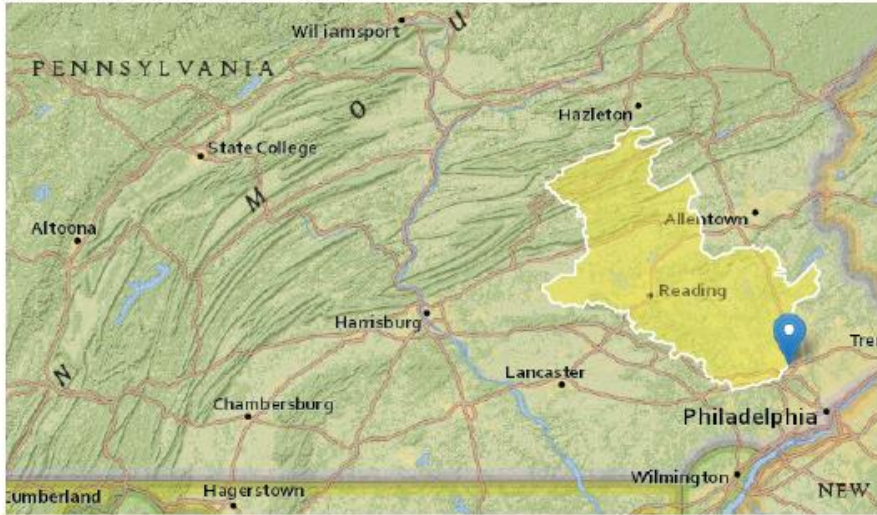 Williamsport
U
PENNSYLVANIA
O
Hazleton
State College
M
Allentown
Altoona
Reading
Harrisburg
Tre
N
Lancaster
Chambersburg
Philadelphia
Wilmington
Cumberland
Hagerstown
NEW